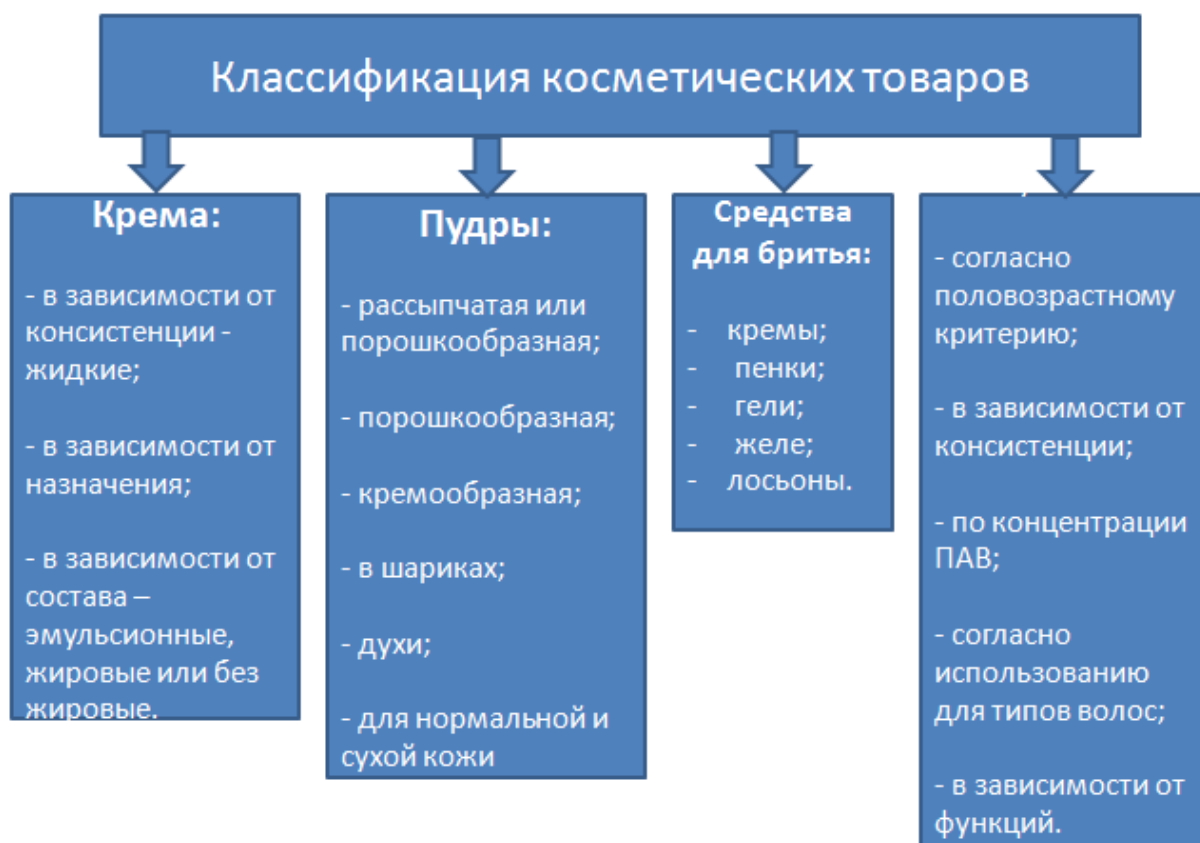 Классификация косметических товаров
Крема:
- в зависимости от
консистенции -
жидкие;
- в зависимости от
назначения;
- в зависимости от
состава –
эмульсионные,
жировые или без
жировые.
Пудры:
- рассыпчатая или
порошкообразная;
- порошкообразная;
- кремообразная;
- в шариках;
- духи;
- для нормальной и
сухой кожи
Средства
для бритья:
- кремы;
- пенки;
- гели;
- желе;
- лосьоны.
- согласно
половозрастному
критерию;
- в зависимости от
консистенции;
- по концентрации
ПАВ;
- согласно
использованию
для типов волос;
- в зависимости от
функций.